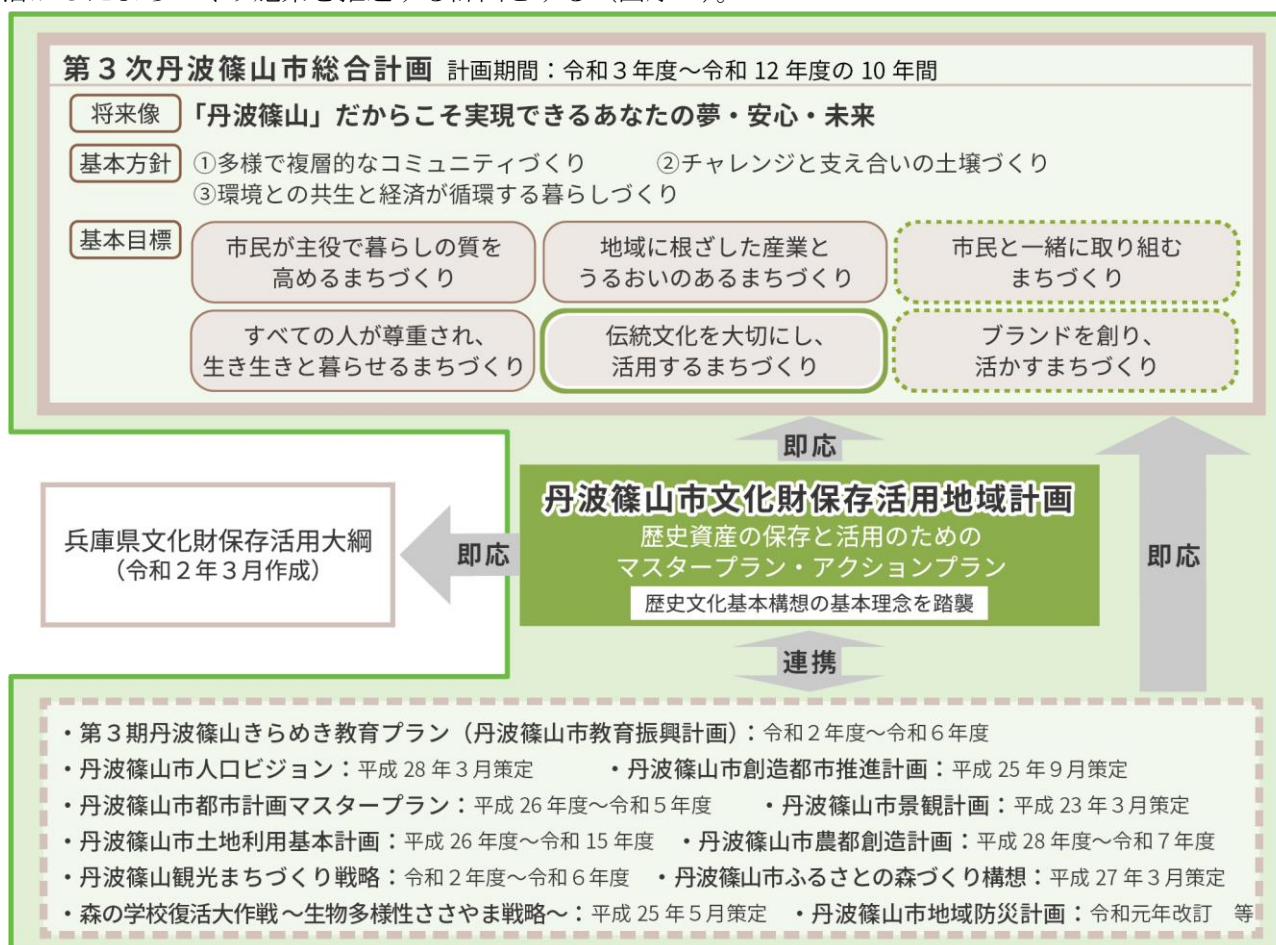 第3次丹波篠山市総合計画 計画期間：令和3年度～令和12年度の10年間
将来像 「丹波篠山」だからこそ実現できるあなたの夢・安心・未来
基本方針 ①多様で複層的なコミュニティづくり ②チャレンジと支え合いの土壌づくり
③環境との共生と経済が循環する暮らしづくり
基本目標
市民が主役で暮らしの質を
高めるまちづくり
地域に根ざした産業と
うるおいのあるまちづくり
市民と一緒に取り組む
まちづくり
すべての人が尊重され、
生き生きと暮らせるまちづくり
伝統文化を大切にし、
活用するまちづくり
ブランドを創り、
活かすまちづくり
即応
兵庫県文化財保存活用大綱
（令和2年3月作成）
即応
丹波篠山市文化財保存活用地域計画
歴史資産の保存と活用のための
マスタープラン・アクションプラン
歴史文化基本構想の基本理念を踏襲
即応
連携
・第3期丹波篠山きらめき教育プラン（丹波篠山市教育振興計画）：令和2年度～令和6年度
・丹波篠山市人口ビジョン：平成28年3月策定 ・丹波篠山市創造都市推進計画：平成25年9月策定
・丹波篠山市都市計画マスタープラン：平成26年度～令和5年度 ・丹波篠山市景観計画：平成23年3月策定
・丹波篠山市土地利用基本計画：平成26年度～令和15年度 ・丹波篠山市農都創造計画：平成28年度～令和7年度
・丹波篠山観光まちづくり戦略：令和2年度～令和6年度 ・丹波篠山市ふるさとの森づくり構想：平成27年3月策定
・森の学校復活大作戦～生物多様性ささやま戦略～：平成25年5月策定 ・丹波篠山市地域防災計画：令和元年改訂 等